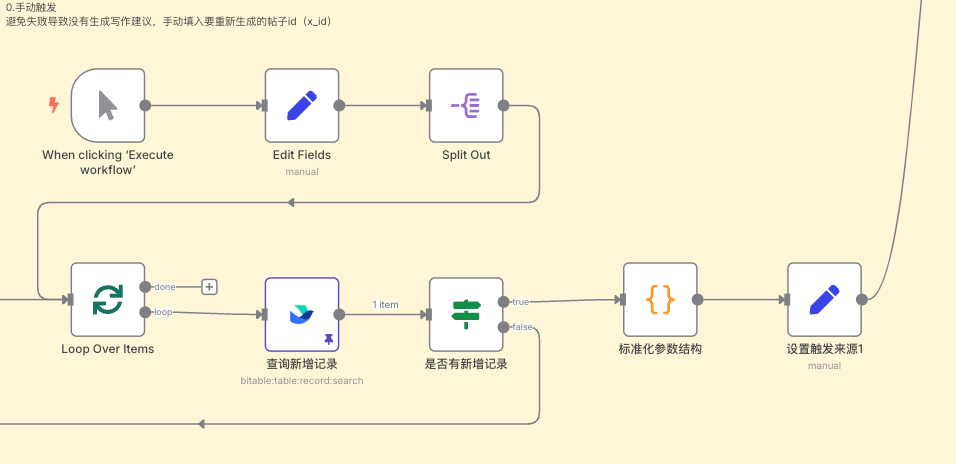 0.手动触发
避免失败导致没有生成写作建议，手动填入要重新生成的帖子id（x_id）
When clicking ‘Execute
workflow’
Edit Fields
manual
Split Out
done
loop
Loop Over Items
1 item
查询新增记录
bitable:table:record:search
true
false
是否有新增记录
标准化参数结构
设置触发来源1
manual